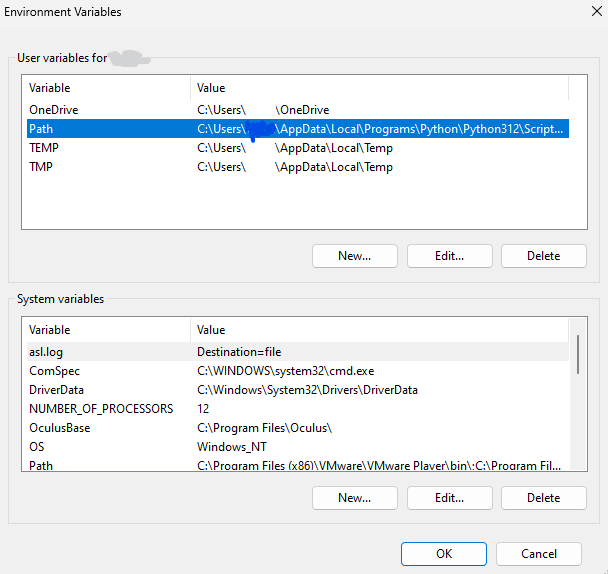 Environment Variables
User variables for
Variable Value
OneDrive C:\Users\ \OneDrive
Path C:\Users\ \AppData\Local\Programs\Python\Python312\Script...
TEMP C:\Users\ \AppData\Local\Temp
TMP C:\Users\ \AppData\Local\Temp
New... Edit... Delete
System variables
Variable Value
asl.log Destination=file
ComSpec C:\WINDOWS\system32\cmd.exe
DriverData C:\Windows\System32\Drivers\DriverData
NUMBER_OF_PROCESSORS 12
OculusBase C:\Program Files\Oculus\
OS Windows_NT
Path C:\Program Files (x86)\VMware\VMware Player\bin\;C:\Program Fil...
New... Edit... Delete
OK Cancel